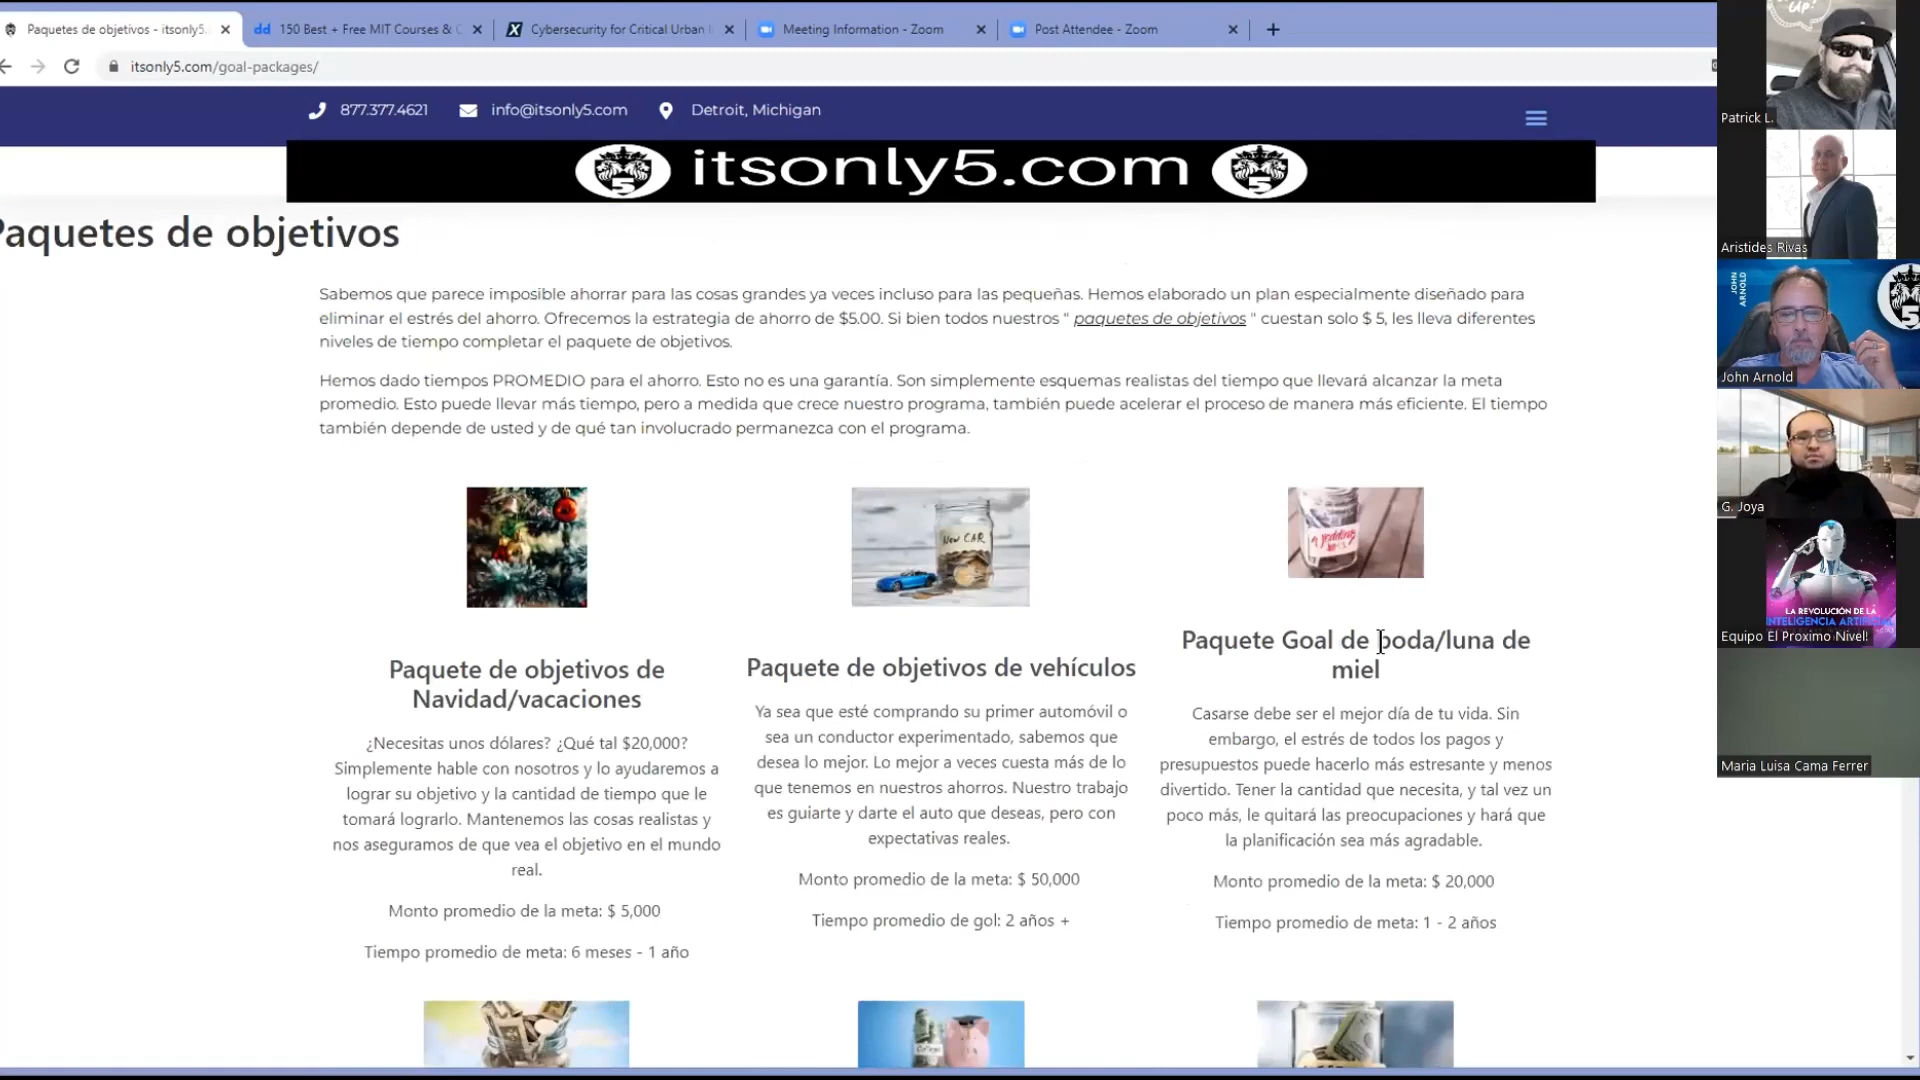 Paquetes de objetivos - itsonly5.
150 Best + Free MIT Courses & C
Cybersecurity for Critical Urban I
Meeting Information - Zoom
Post Attendee - Zoom
itsonly5.com/goal-packages/
877.377.4621
info@itsonly5.com
Detroit, Michigan
5 itsonly5.com 5
Paquetes de objetivos
Sabemos que parece imposible ahorrar para las cosas grandes ya veces incluso para las pequeñas. Hemos elaborado un plan especialmente diseñado para
eliminar el estrés del ahorro. Ofrecemos la estrategia de ahorro de $5.00. Si bien todos nuestros " paquetes de objetivos " cuestan solo $ 5, les lleva diferentes
niveles de tiempo completar el paquete de objetivos.
Hemos dado tiempos PROMEDIO para el ahorro. Esto no es una garantía. Son simplemente esquemas realistas del tiempo que llevará alcanzar la meta
promedio. Esto puede llevar más tiempo, pero a medida que crece nuestro programa, también puede acelerar el proceso de manera más eficiente. El tiempo
también depende de usted y de qué tan involucrado permanezca con el programa.
Paquete de objetivos de
Navidad/vacaciones
¿Necesitas unos dólares? ¿Qué tal $20,000?
Simplemente hable con nosotros y lo ayudaremos a
lograr su objetivo y la cantidad de tiempo que le
tomará lograrlo. Mantenemos las cosas realistas y
nos aseguramos de que vea el objetivo en el mundo
real.
Monto promedio de la meta: $ 5,000
Tiempo promedio de meta: 6 meses - 1 año
New CAR
Paquete de objetivos de vehículos
Ya sea que esté comprando su primer automóvil o
sea un conductor experimentado, sabemos que
desea lo mejor. Lo mejor a veces cuesta más de lo
que tenemos en nuestros ahorros. Nuestro trabajo
es guiarte y darte el auto que deseas, pero con
expectativas reales.
Monto promedio de la meta: $ 50,000
Tiempo promedio de gol: 2 años +
Paquete Goal de boda/luna de
miel
Casarse debe ser el mejor día de tu vida. Sin
embargo, el estrés de todos los pagos y
presupuestos puede hacerlo más estresante y menos
divertido. Tener la cantidad que necesita, y tal vez un
poco más, le quitará las preocupaciones y hará que
la planificación sea más agradable.
Monto promedio de la meta: $ 20,000
Tiempo promedio de meta: 1 - 2 años
Up?
Patrick L.
Aristides Rivas
JOHN
ARNOLD
5
John Arnold
G. Joya
LA REVOLUCIÓN DE LA
INTELIGENCIA ARTIFICIAL
Equipo El Proximo Nivel!
Maria Luisa Cama Ferrer